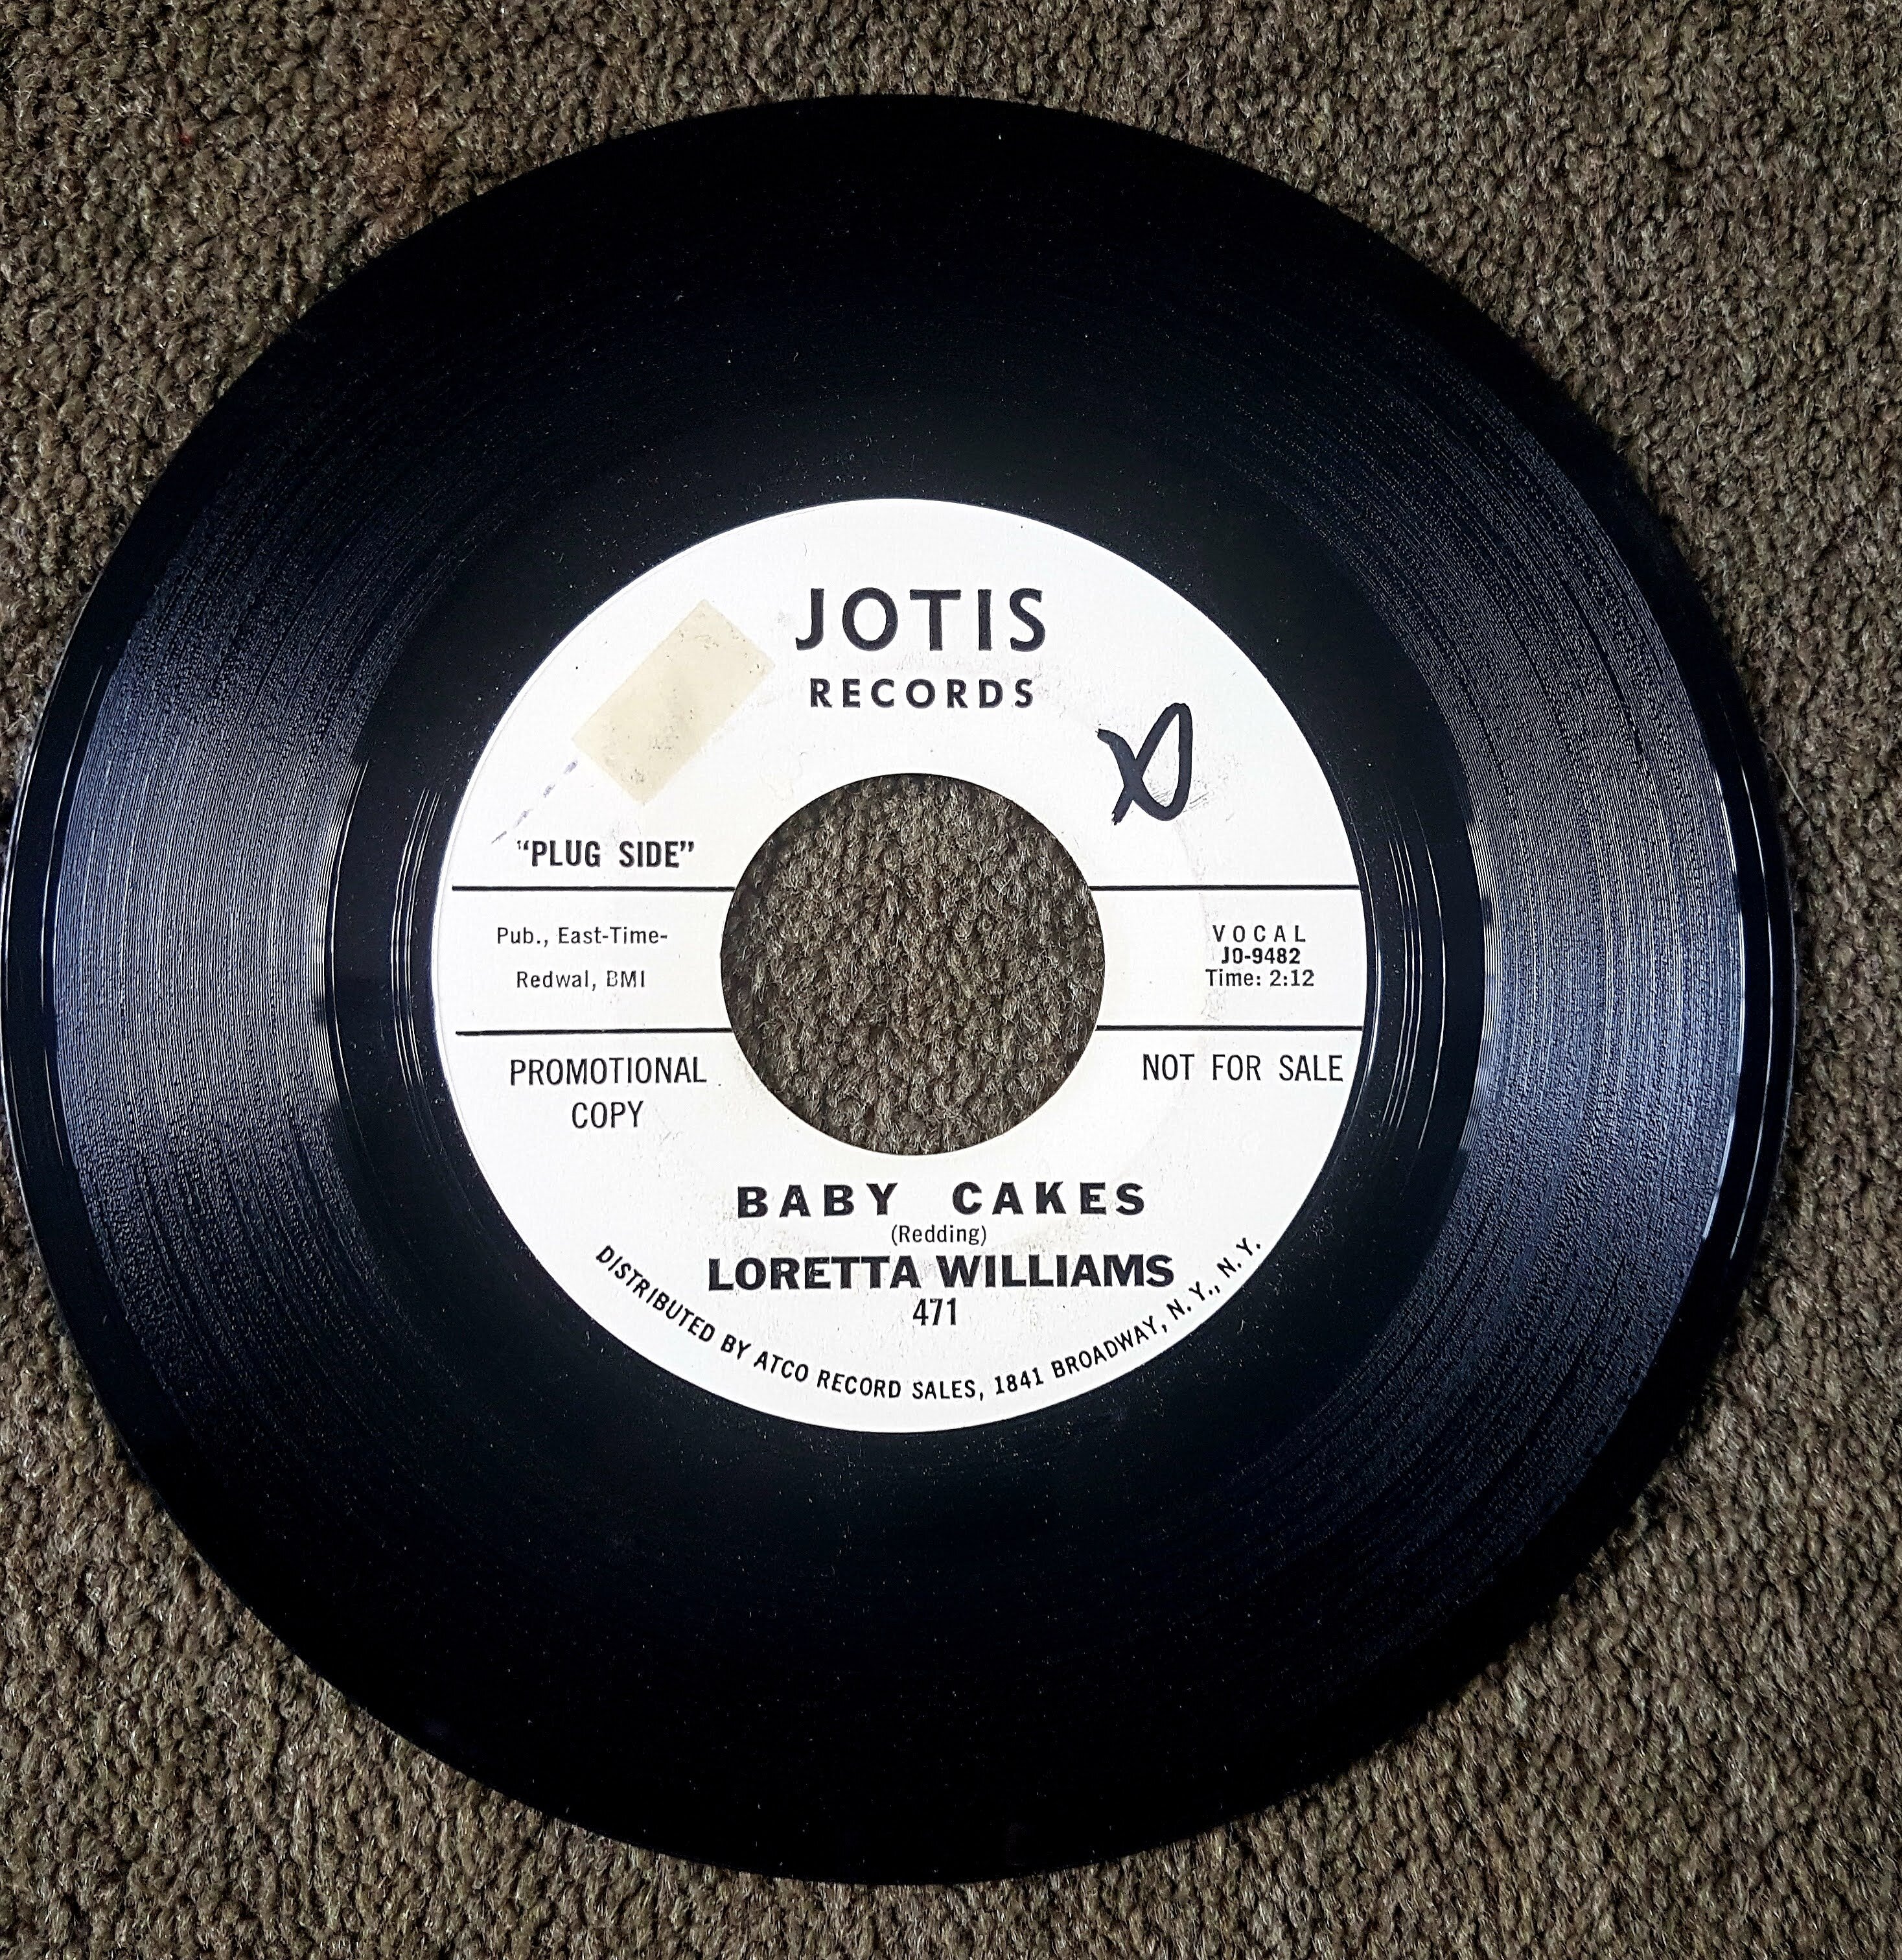 JOTIS
RECORDS
"PLUG SIDE"
Pub., East-Time-
Redwal, BMI
VOCAL
JO-9482
Time: 2:12
PROMOTIONAL
COPY
NOT FOR SALE
BABY CAKES
(Redding)
LORETTA WILLIAMS
471
DISTRIBUTED BY ATCO RECORD SALES, 1841 BROADWAY, N. Y., N. Y.